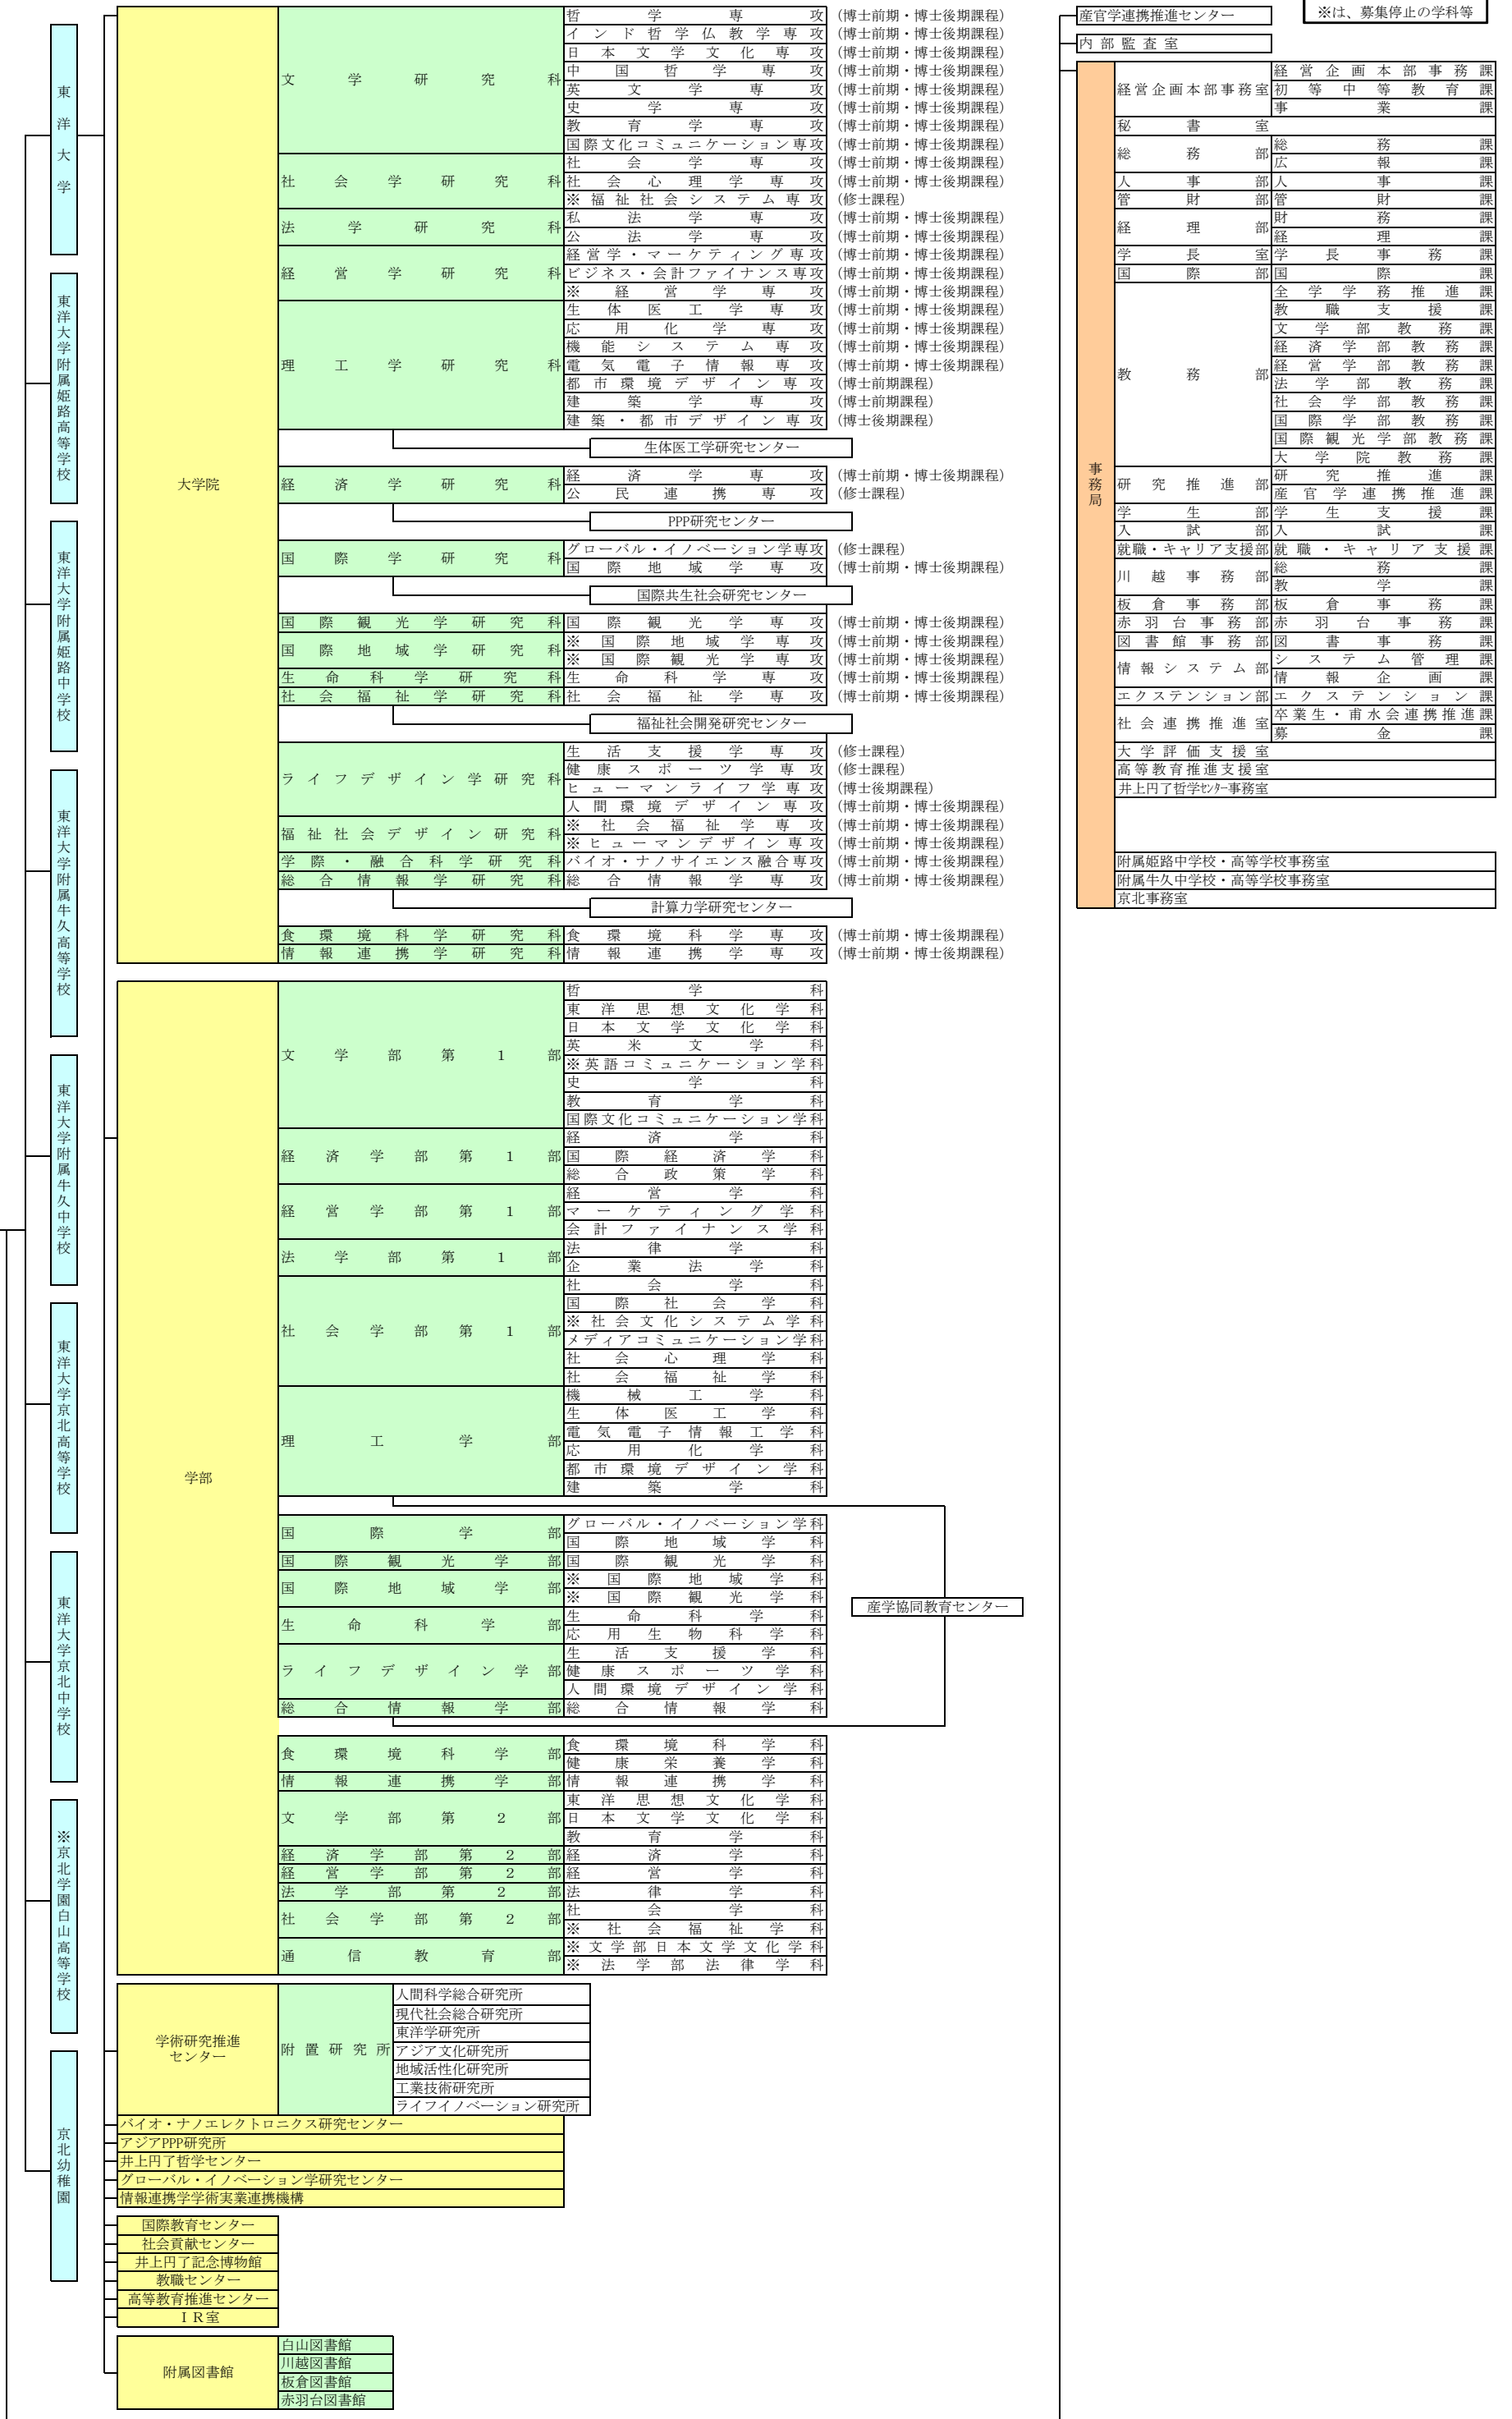 東洋大学
東洋大学附属姫路高等学校
東洋大学附属姫路中学校
東洋大学附属牛久高等学校
東洋大学附属牛久中学校
東洋大学京北高等学校
東洋大学京北中学校
※京北学園白山高等学校
京北幼稚園
大学院
文学研究科
哲学専攻 (博士前期・博士後期課程)
インド哲学仏教学専攻 (博士前期・博士後期課程)
日本文学文化専攻 (博士前期・博士後期課程)
中国哲学専攻 (博士前期・博士後期課程)
英文学専攻 (博士前期・博士後期課程)
史学専攻 (博士前期・博士後期課程)
教育学専攻 (博士前期・博士後期課程)
国際文化コミュニケーション専攻 (博士前期・博士後期課程)
社会学研究科
社会学専攻 (博士前期・博士後期課程)
社会心理学専攻 (博士前期・博士後期課程)
※福祉社会システム専攻 (修士課程)
法学研究科
私法学専攻 (博士前期・博士後期課程)
公法学専攻 (博士前期・博士後期課程)
経営学研究科
経営学・マーケティング専攻 (博士前期・博士後期課程)
ビジネス・会計ファイナンス専攻 (博士前期・博士後期課程)
※経営学専攻 (博士前期・博士後期課程)
理工学研究科
生体医工学専攻 (博士前期・博士後期課程)
応用化学専攻 (博士前期・博士後期課程)
機能システム専攻 (博士前期・博士後期課程)
電気電子情報専攻 (博士前期・博士後期課程)
都市環境デザイン専攻 (博士前期課程)
建築学専攻 (博士前期課程)
建築・都市デザイン専攻 (博士後期課程)
生体医工学研究センター
経済学研究科
経済学専攻 (博士前期・博士後期課程)
公民連携専攻 (修士課程)
PPP研究センター
国際学研究科
グローバル・イノベーション学専攻 (修士課程)
国際地域学専攻 (博士前期・博士後期課程)
国際共生社会研究センター
国際観光学研究科
国際観光学専攻 (博士前期・博士後期課程)
国際地域学研究科
※国際地域学専攻 (博士前期・博士後期課程)
※国際観光学専攻 (博士前期・博士後期課程)
生命科学研究科
生命科学専攻 (博士前期・博士後期課程)
社会福祉学研究科
社会福祉学専攻 (博士前期・博士後期課程)
福祉社会開発研究センター
ライフデザイン学研究科
生活支援学専攻 (修士課程)
健康スポーツ学専攻 (修士課程)
ヒューマンライフ学専攻 (博士後期課程)
人間環境デザイン専攻 (博士前期・博士後期課程)
福祉社会デザイン研究科
※社会福祉学専攻 (博士前期・博士後期課程)
※ヒューマンデザイン専攻 (博士前期・博士後期課程)
学際・融合科学研究科
バイオ・ナノサイエンス融合専攻 (博士前期・博士後期課程)
総合情報学研究科
総合情報学専攻 (博士前期・博士後期課程)
計算力学研究センター
食環境科学研究科
食環境科学専攻 (博士前期・博士後期課程)
情報連携学研究科
情報連携学専攻 (博士前期・博士後期課程)
学部
文学部第1部
哲学科
東洋思想文化学科
日本文学文化学科
英米文学科
※英語コミュニケーション学科
史学科
教育学科
国際文化コミュニケーション学科
経済学部第1部
経済学科
国際経済学科
総合政策学科
経営学部第1部
経営学科
マーケティング学科
会計ファイナンス学科
法学部第1部
法律学科
企業法学科
社会学部第1部
社会学科
国際社会学科
※社会文化システム学科
メディアコミュニケーション学科
社会心理学科
社会福祉学科
理工学部
機械工学科
生体医工学科
電気電子情報工学科
応用化学科
都市環境デザイン学科
建築学科
国際学部
グローバル・イノベーション学科
国際地域学科
国際観光学部
国際観光学科
国際地域学部
※国際地域学科
※国際観光学科
産学協同教育センター
生命科学部
生命科学科
応用生物科学科
ライフデザイン学部
生活支援学科
健康スポーツ学科
人間環境デザイン学科
総合情報学部
総合情報学科
食環境科学部
食環境科学科
健康栄養学科
情報連携学部
情報連携学科
文学部第2部
東洋思想文化学科
日本文学文化学科
教育学科
経済学部第2部
経済学科
経営学部第2部
経営学科
法学部第2部
法律学科
社会学部第2部
社会学科
※社会福祉学科
通信教育部
※文学部日本文学文化学科
※法学部法律学科
学術研究推進
センター
附置研究所
人間科学総合研究所
現代社会総合研究所
東洋学研究所
アジア文化研究所
地域活性化研究所
工業技術研究所
ライフイノベーション研究所
バイオ・ナノエレクトロニクス研究センター
アジアPPP研究所
井上円了哲学センター
グローバル・イノベーション学研究センター
情報連携学学術実業連携機構
国際教育センター
社会貢献センター
井上円了記念博物館
教職センター
高等教育推進センター
ＩＲ室
附属図書館
白山図書館
川越図書館
板倉図書館
赤羽台図書館
※は、募集停止の学科等
産官学連携推進センター
内部監査室
事務局
経営企画本部事務室
経営企画本部事務課
初等中等教育課
事業課
秘書室
総務部
総務課
広報課
人事部
人事課
管財部
管財課
経理部
財務課
経理課
学長室
学長事務課
国際部
国際課
教務部
全学学務推進課
教職支援課
文学部教務課
経済学部教務課
経営学部教務課
法学部教務課
社会学部教務課
国際学部教務課
国際観光学部教務課
大学院教務課
研究推進部
研究推進課
産官学連携推進課
学生部
学生支援課
入試部
入試課
就職・キャリア支援部
就職・キャリア支援課
川越事務部
総務課
教学課
板倉事務部
板倉事務課
赤羽台事務部
赤羽台事務課
図書館事務部
図書事務課
情報システム部
システム管理課
情報企画課
エクステンション部
エクステンション課
社会連携推進室
卒業生・甫水会連携推進課
募金課
大学評価支援室
高等教育推進支援室
井上円了哲学ｾﾝﾀｰ事務室
附属姫路中学校・高等学校事務室
附属牛久中学校・高等学校事務室
京北事務室